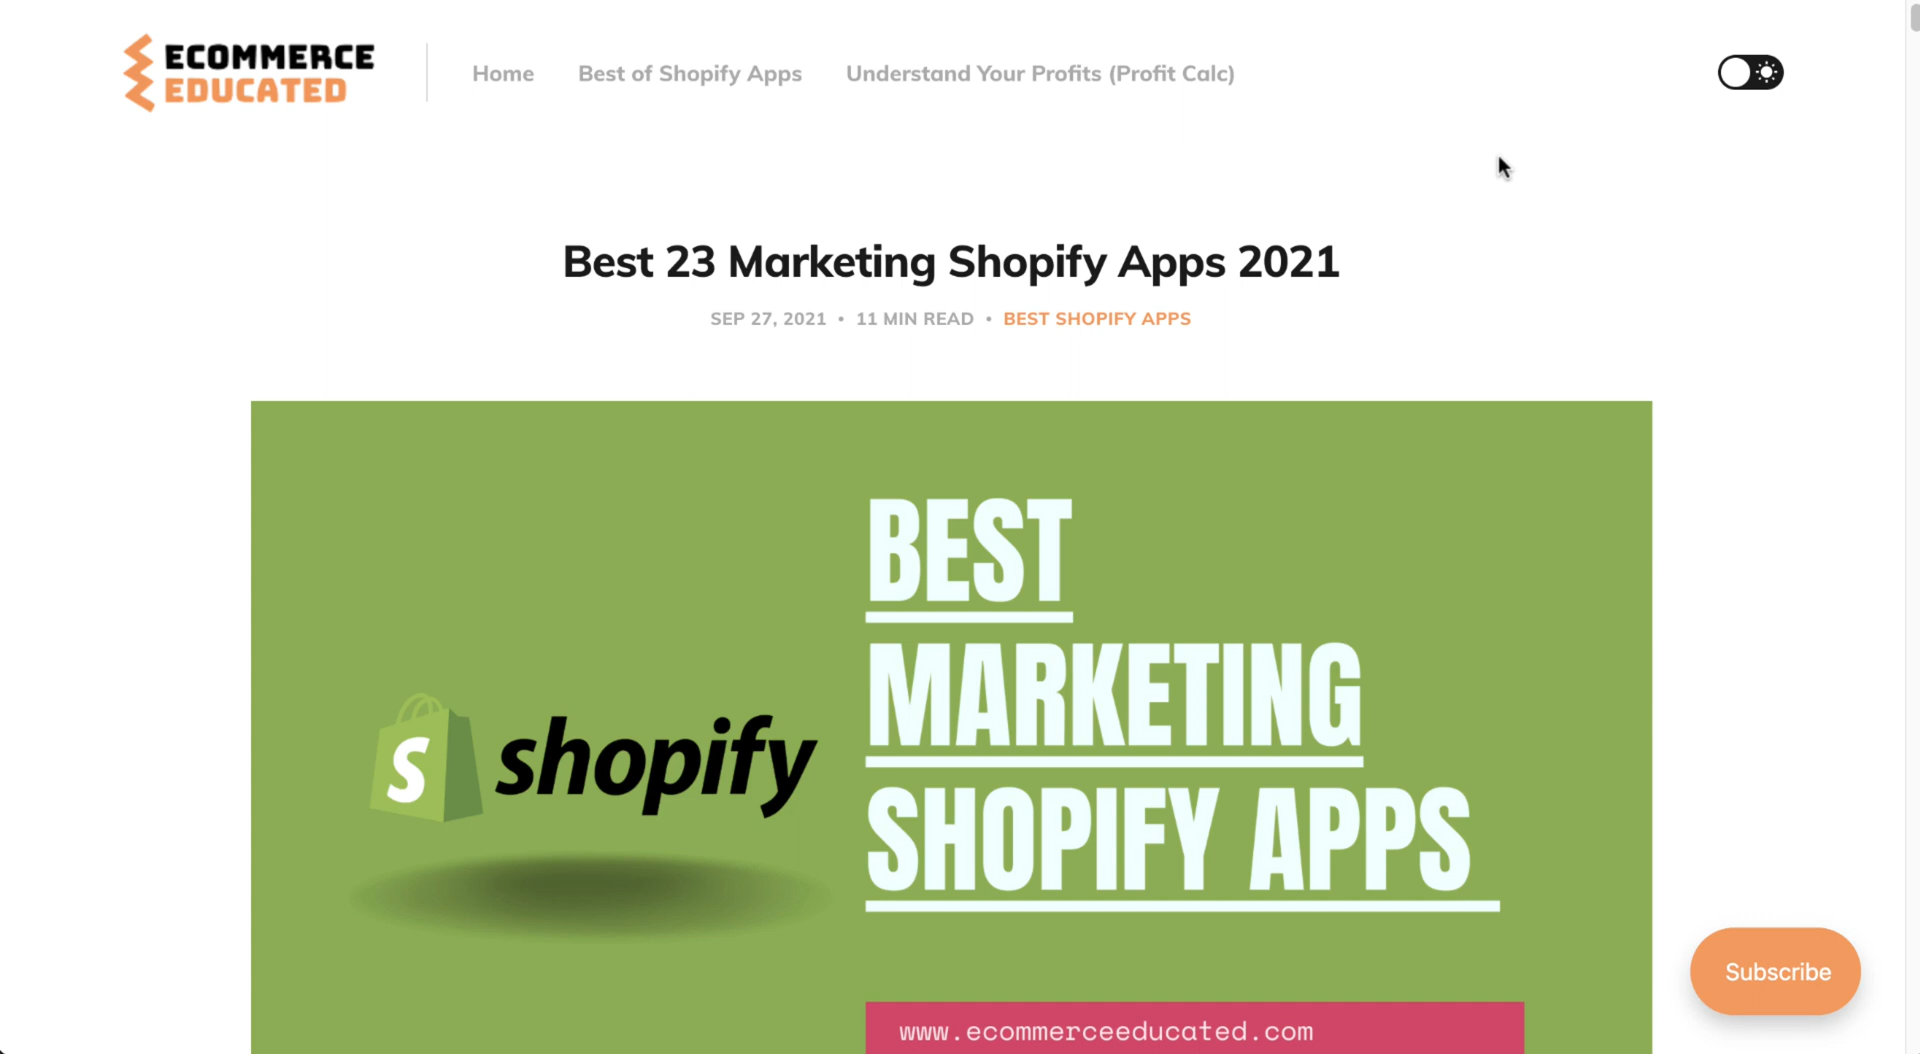 ECOMMERCE
EDUCATED
Home
Best of Shopify Apps
Understand Your Profits (Profit Calc)
Best 23 Marketing Shopify Apps 2021
SEP 27, 2021 • 11 MIN READ • BEST SHOPIFY APPS
BEST
MARKETING
SHOPIFY APPS
S shopify
www.ecommerceeducated.com
Subscribe